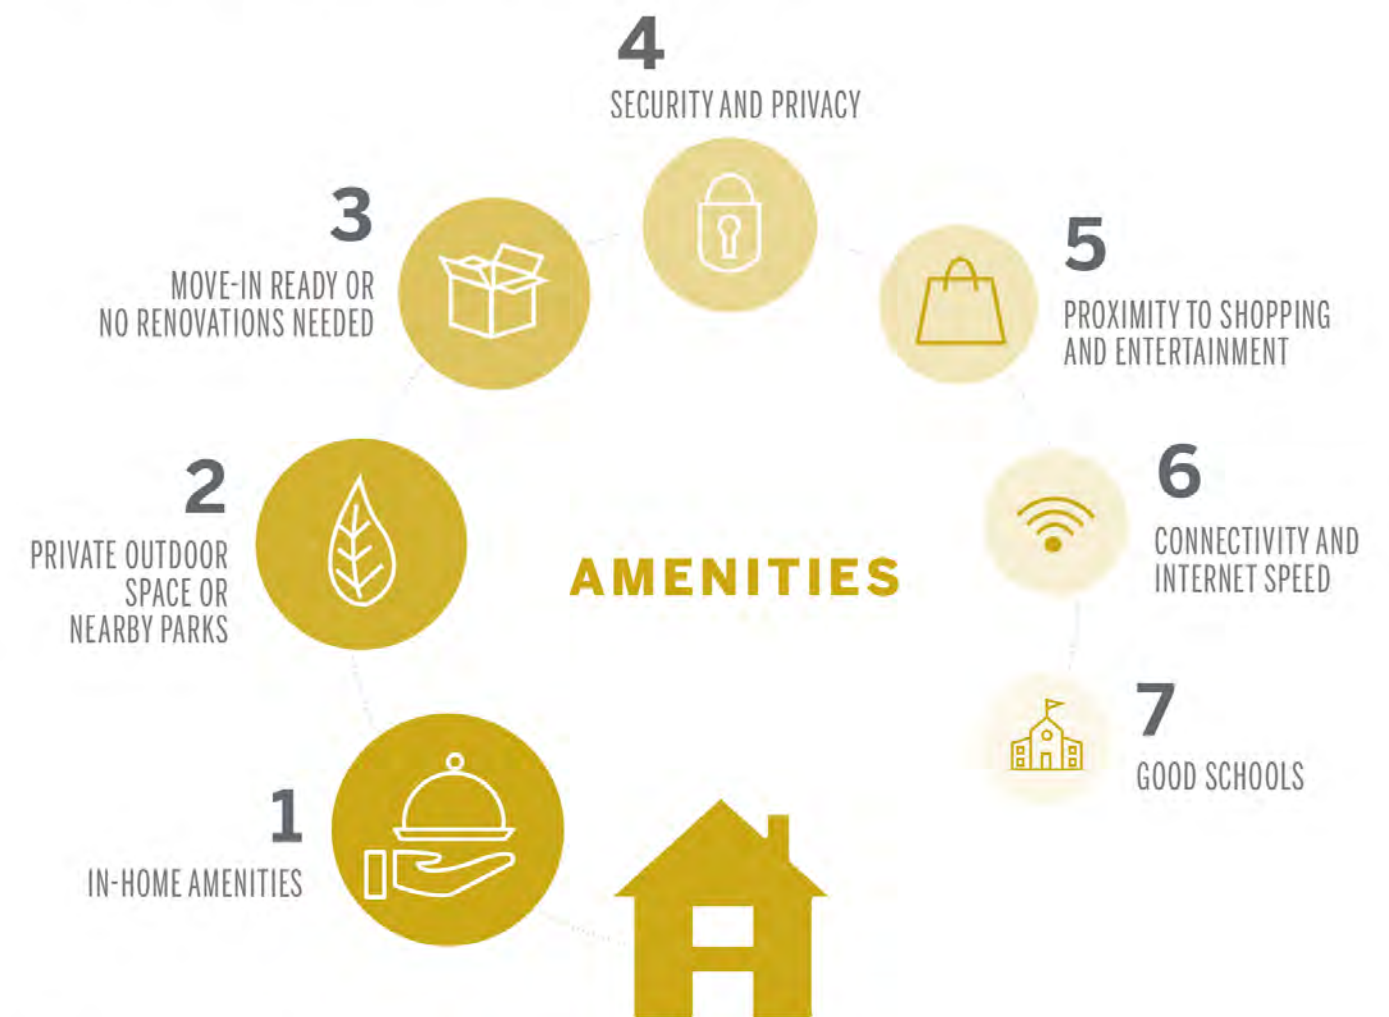 4
SECURITY AND PRIVACY
3
MOVE-IN READY OR
NO RENOVATIONS NEEDED
5
PROXIMITY TO SHOPPING
AND ENTERTAINMENT
2
PRIVATE OUTDOOR
SPACE OR
NEARBY PARKS
6
CONNECTIVITY AND
INTERNET SPEED
AMENITIES
7
GOOD SCHOOLS
1
IN-HOME AMENITIES